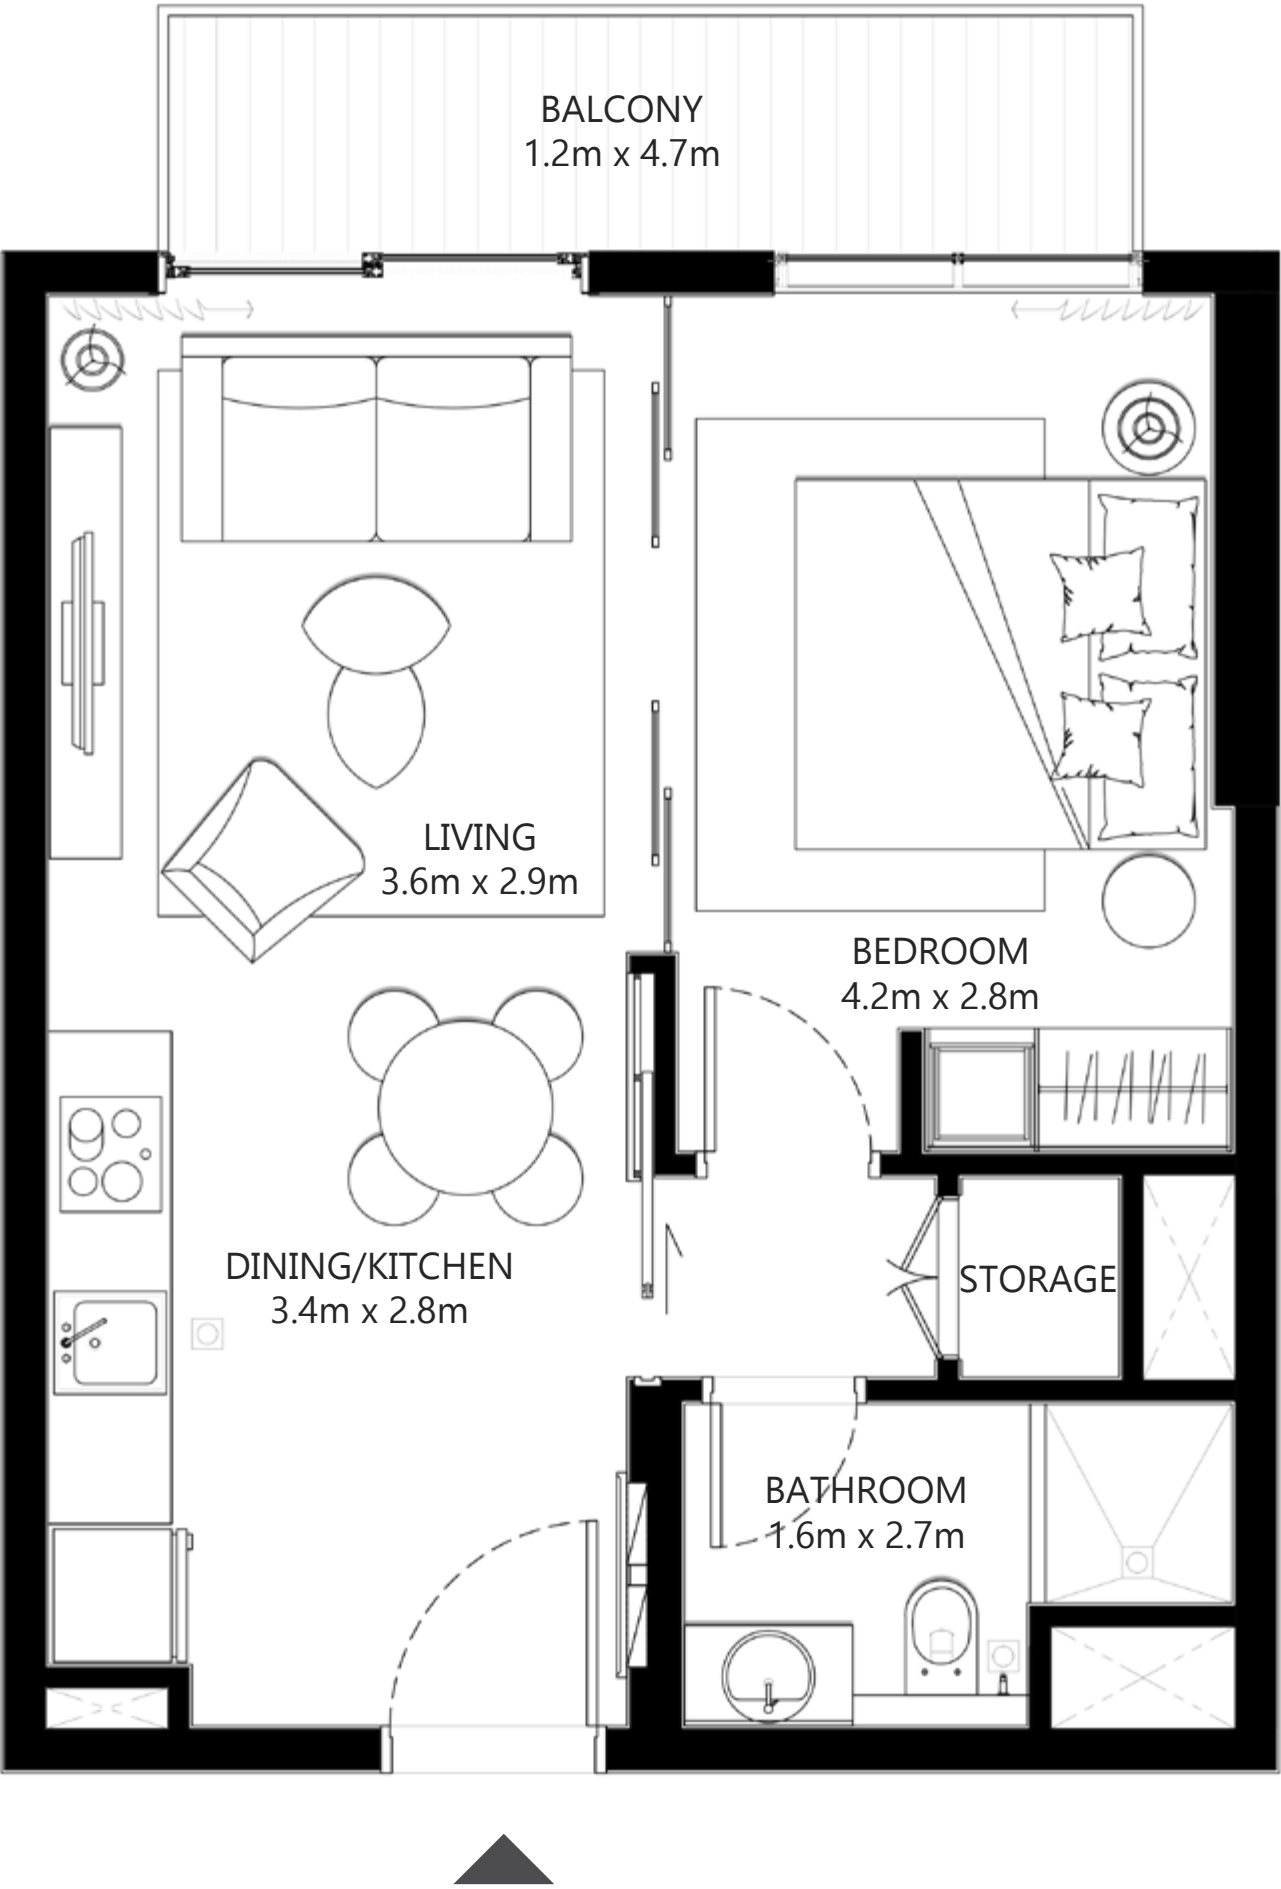 BALCONY
1.2m x 4.7m
LIVING
3.6m x 2.9m
BEDROOM
4.2m x 2.8m
DINING/KITCHEN
3.4m x 2.8m
STORAGE
BATHROOM
1.6m x 2.7m